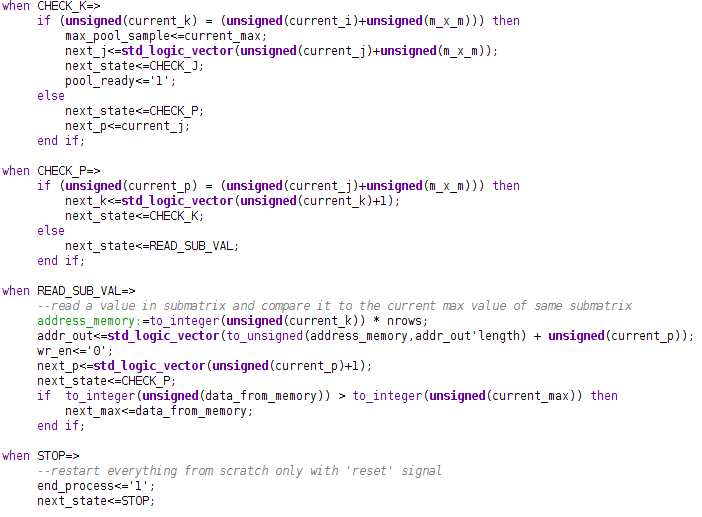 when CHECK_K=>
if (unsigned(current_k) = (unsigned(current_i)+unsigned(m_x_m))) then
max_pool_sample<=current_max;
next_j<=std_logic_vector(unsigned(current_j)+unsigned(m_x_m));
next_state<=CHECK_J;
pool_ready<='1';
else
next_state<=CHECK_P;
next_p<=current_j;
end if;
when CHECK_P=>
if (unsigned(current_p) = (unsigned(current_j)+unsigned(m_x_m))) then
next_k<=std_logic_vector(unsigned(current_k)+1);
next_state<=CHECK_K;
else
next_state<=READ_SUB_VAL;
end if;
when READ_SUB_VAL=>
--read a value in submatrix and compare it to the current max value of same submatrix
address_memory:=to_integer(unsigned(current_k)) * nrows;
addr_out<=std_logic_vector(to_unsigned(address_memory,addr_out'length) + unsigned(current_p));
wr_en<='0';
next_p<=std_logic_vector(unsigned(current_p)+1);
next_state<=CHECK_P;
if  to_integer(unsigned(data_from_memory)) > to_integer(unsigned(current_max)) then
next_max<=data_from_memory;
end if;
when STOP=>
--restart everything from scratch only with 'reset' signal
end_process<='1';
next_state<=STOP;